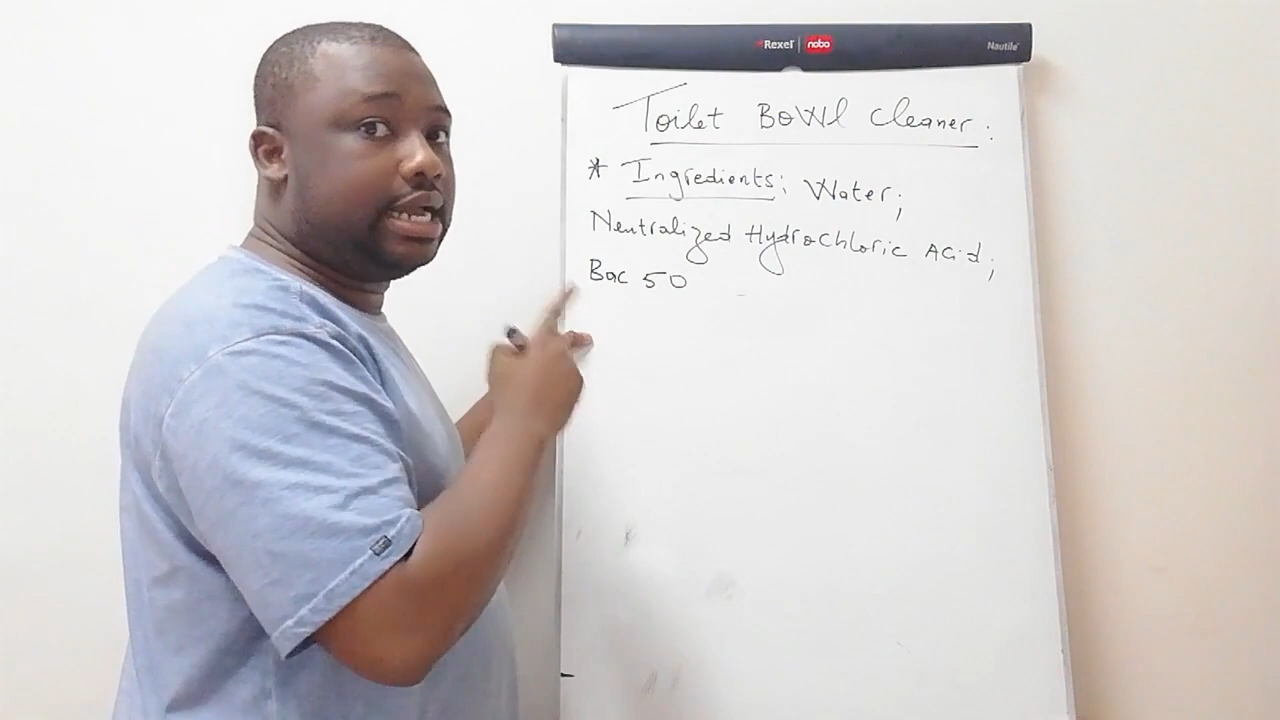 Rexel | nobo
Nautile
Toilet Bowl cleaner:
* Ingredients; Water;
Neutralized Hydrochloric Acid;
Bac 50